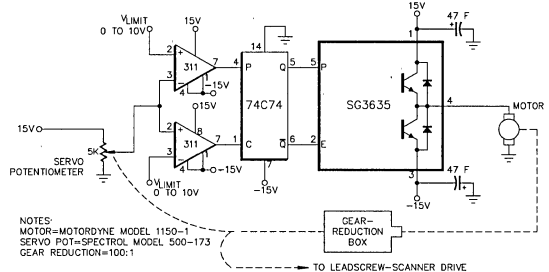 VLIMIT
0 TO 10V
15V
2
3
+
−
311
7
4
1
-15V
15V
2
3
+
−
311
8
7
4
1
-15V
VLIMIT
0 TO 10V
15V
5K
SERVO
POTENTIOMETER
14
4
P
Q
5
74C74
1
C
Q̅
6
7
-15V
5
P
SG3635
2
E
15V
1
47 F
+
4
MOTOR
3
47 F
+
-15V
GEAR-
REDUCTION
BOX
TO LEADSCREW-SCANNER DRIVE
NOTES:
MOTOR=MOTORDYNE MODEL 1150-1
SERVO POT=SPECTROL MODEL 500-173
GEAR REDUCTION=100:1